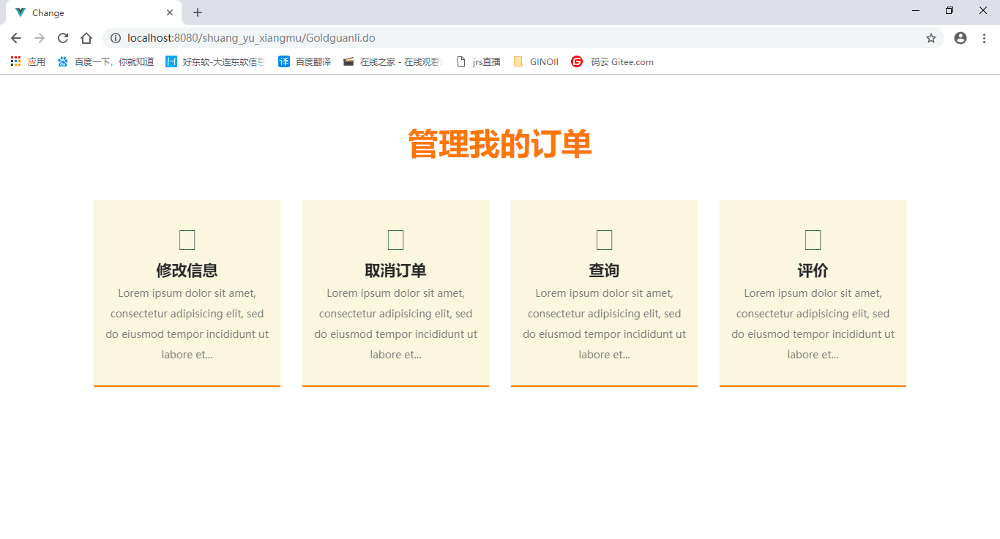 Change
localhost:8080/shuang_yu_xiangmu/Goldguanli.do
应用 百度一下，你就知道 好东软-大连东软信息 译 百度翻译 在线之家 - 在线观看 jrs直播 GINOII G 码云 Gitee.com
管理我的订单
修改信息
Lorem ipsum dolor sit amet,
consectetur adipisicing elit, sed
do eiusmod tempor incididunt ut
labore et...
取消订单
Lorem ipsum dolor sit amet,
consectetur adipisicing elit, sed
do eiusmod tempor incididunt ut
labore et...
查询
Lorem ipsum dolor sit amet,
consectetur adipisicing elit, sed
do eiusmod tempor incididunt ut
labore et...
评价
Lorem ipsum dolor sit amet,
consectetur adipisicing elit, sed
do eiusmod tempor incididunt ut
labore et...